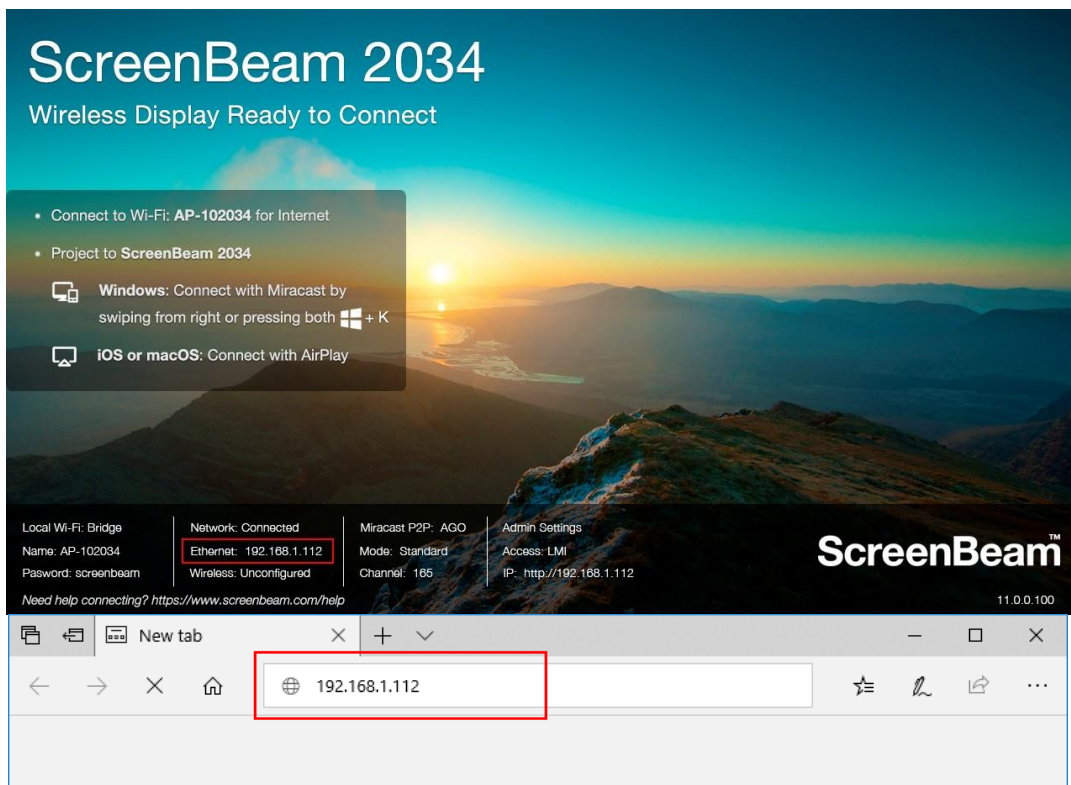 ScreenBeam 2034
Wireless Display Ready to Connect
• Connect to Wi-Fi: AP-102034 for Internet
• Project to ScreenBeam 2034
Windows: Connect with Miracast by
swiping from right or pressing both + K
iOS or macOS: Connect with AirPlay
Local Wi-Fi: Bridge
Name: AP-102034
Pasword: screenbeam
Network: Connected
Ethernet: 192.168.1.112
Wireless: Unconfigured
Miracast P2P: AGO
Mode: Standard
Channel: 165
Admin Settings
Access: LMI
IP: http://192.168.1.112
Need help connecting? https://www.screenbeam.com/help
ScreenBeam™
11.0.0.100
New tab
192.168.1.112